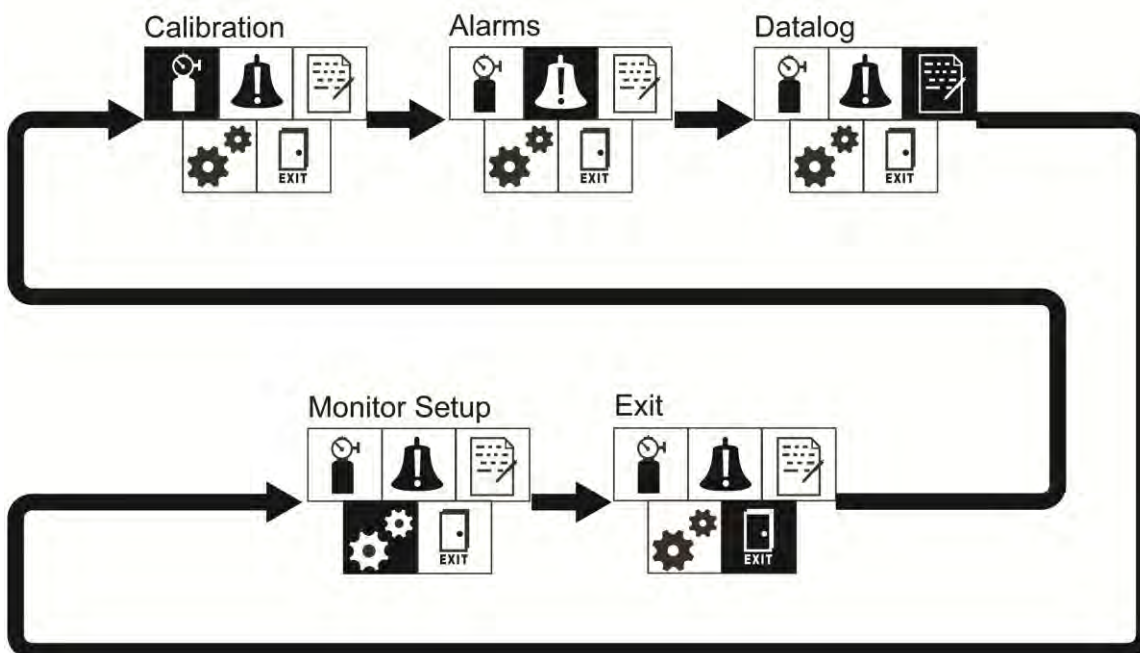 Calibration
Alarms
Datalog
EXIT
EXIT
EXIT
Monitor Setup
Exit
EXIT
EXIT